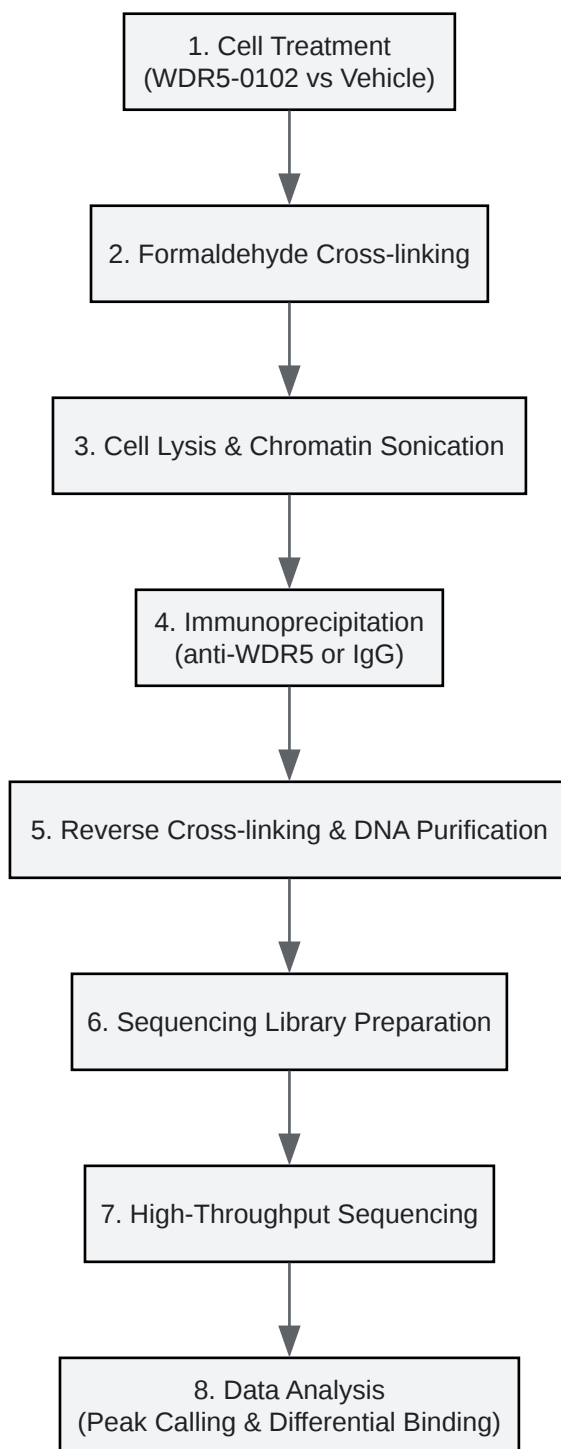 1. Cell Treatment
(WDR5-0102 vs Vehicle)
2. Formaldehyde Cross-linking
3. Cell Lysis & Chromatin Sonication
4. Immunoprecipitation
(anti-WDR5 or IgG)
5. Reverse Cross-linking & DNA Purification
6. Sequencing Library Preparation
7. High-Throughput Sequencing
8. Data Analysis
(Peak Calling & Differential Binding)